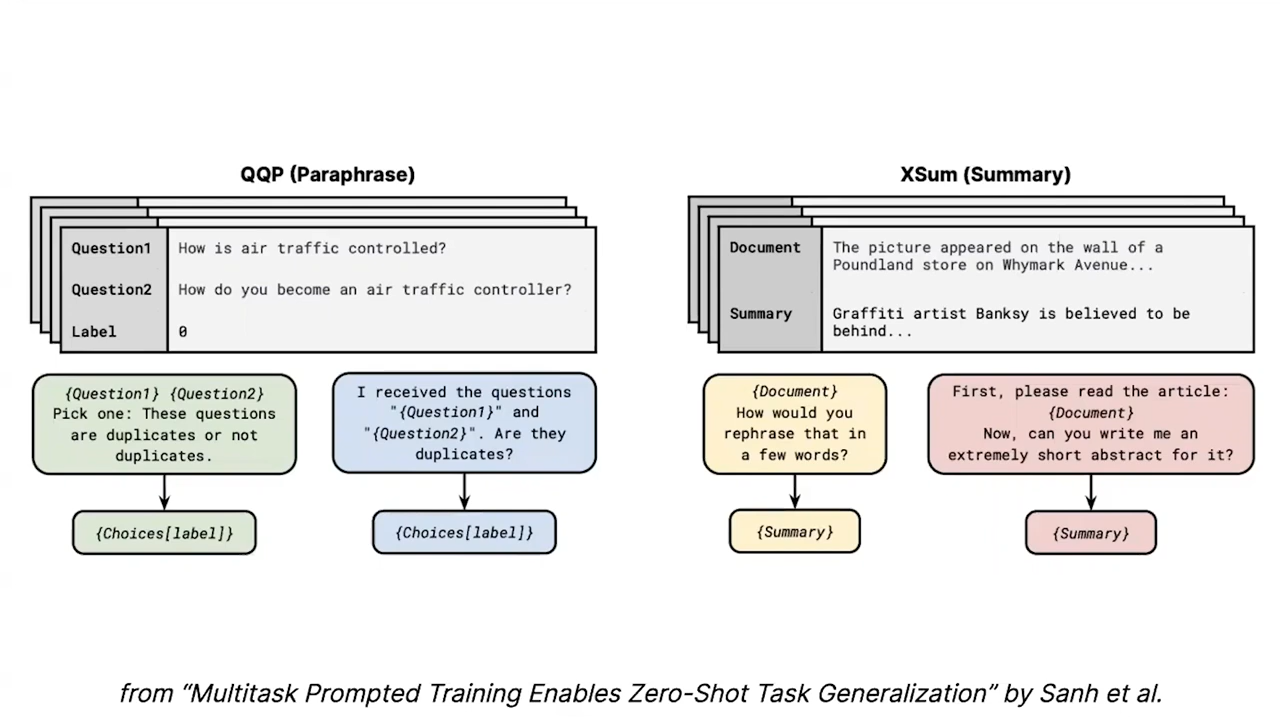 QQP (Paraphrase)
Question1 How is air traffic controlled?
Question2 How do you become an air traffic controller?
Label 0
{Question1} {Question2}
Pick one: These questions
are duplicates or not
duplicates.
{Choices[label]}
I received the questions
"{Question1}" and
"{Question2}". Are they
duplicates?
{Choices[label]}
XSum (Summary)
Document The picture appeared on the wall of a
Poundland store on Whymark Avenue...
Summary Graffiti artist Banksy is believed to be
behind...
{Document}
How would you
rephrase that in
a few words?
{Summary}
First, please read the article:
{Document}
Now, can you write me an
extremely short abstract for it?
{Summary}
from “Multitask Prompted Training Enables Zero-Shot Task Generalization” by Sanh et al.